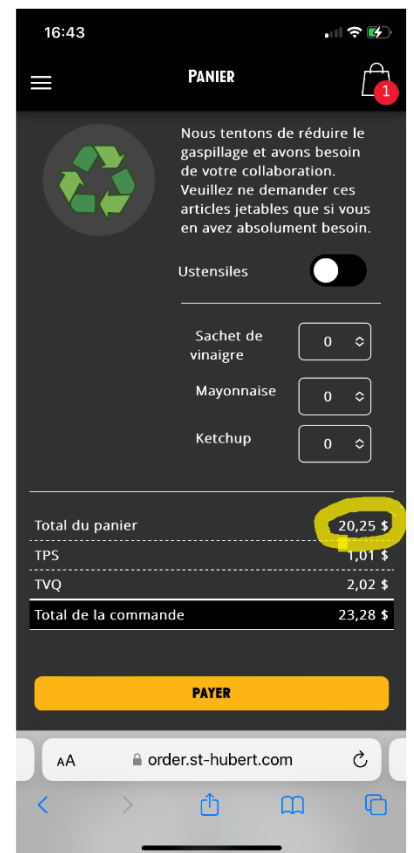 16:43
PANIER
1
Nous tentons de réduire le
gaspillage et avons besoin
de votre collaboration.
Veuillez ne demander ces
articles jetables que si vous
en avez absolument besoin.
Ustensiles
Sachet de
vinaigre
0
Mayonnaise
0
Ketchup
0
Total du panier 20,25 $
TPS 1,01 $
TVQ 2,02 $
Total de la commande 23,28 $
PAYER
AA order.st-hubert.com